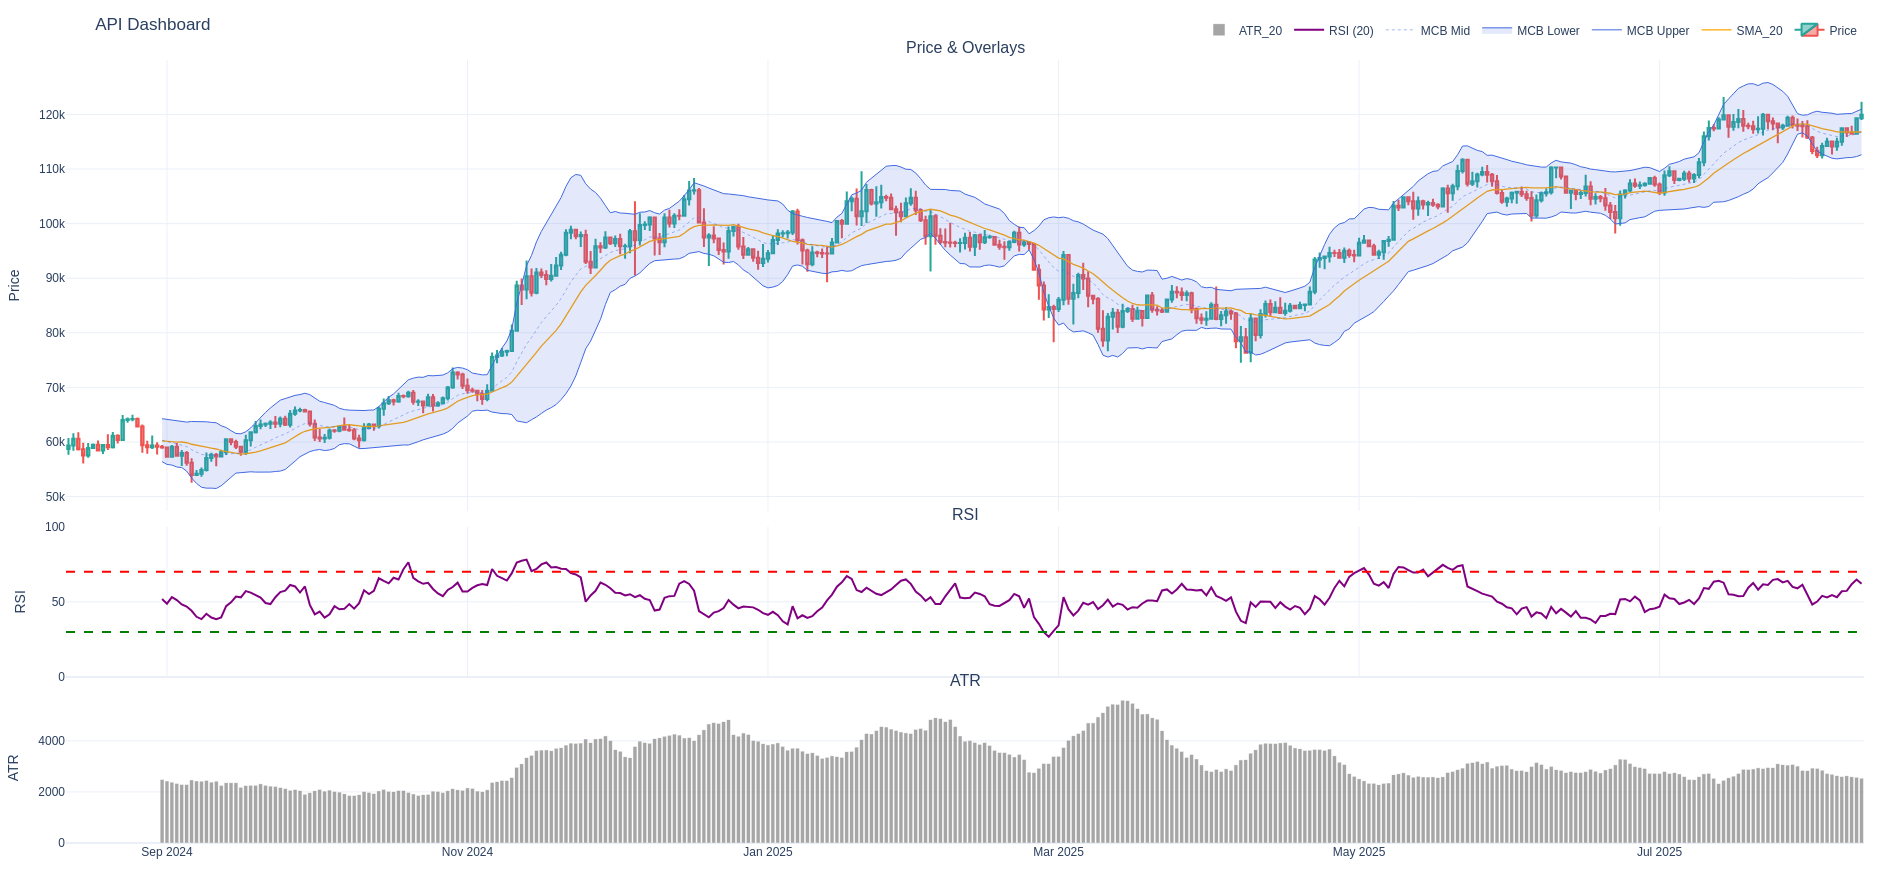 API Dashboard
ATR_20
RSI (20)
MCB Mid
MCB Lower
MCB Upper
SMA_20
Price
Price & Overlays
Price
120k
110k
100k
90k
80k
70k
60k
50k
RSI
RSI
100
50
0
ATR
ATR
4000
2000
0
Sep 2024
Nov 2024
Jan 2025
Mar 2025
May 2025
Jul 2025